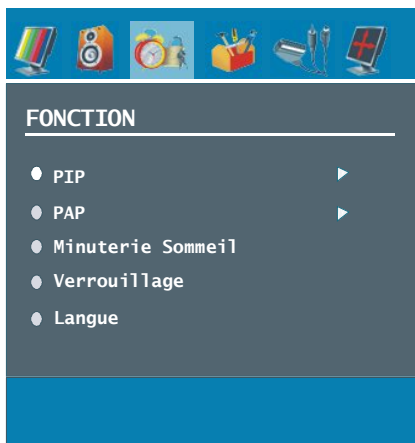 FONCTION
PIP
PAP
Minuterie Sommeil
Verrouillage
Langue